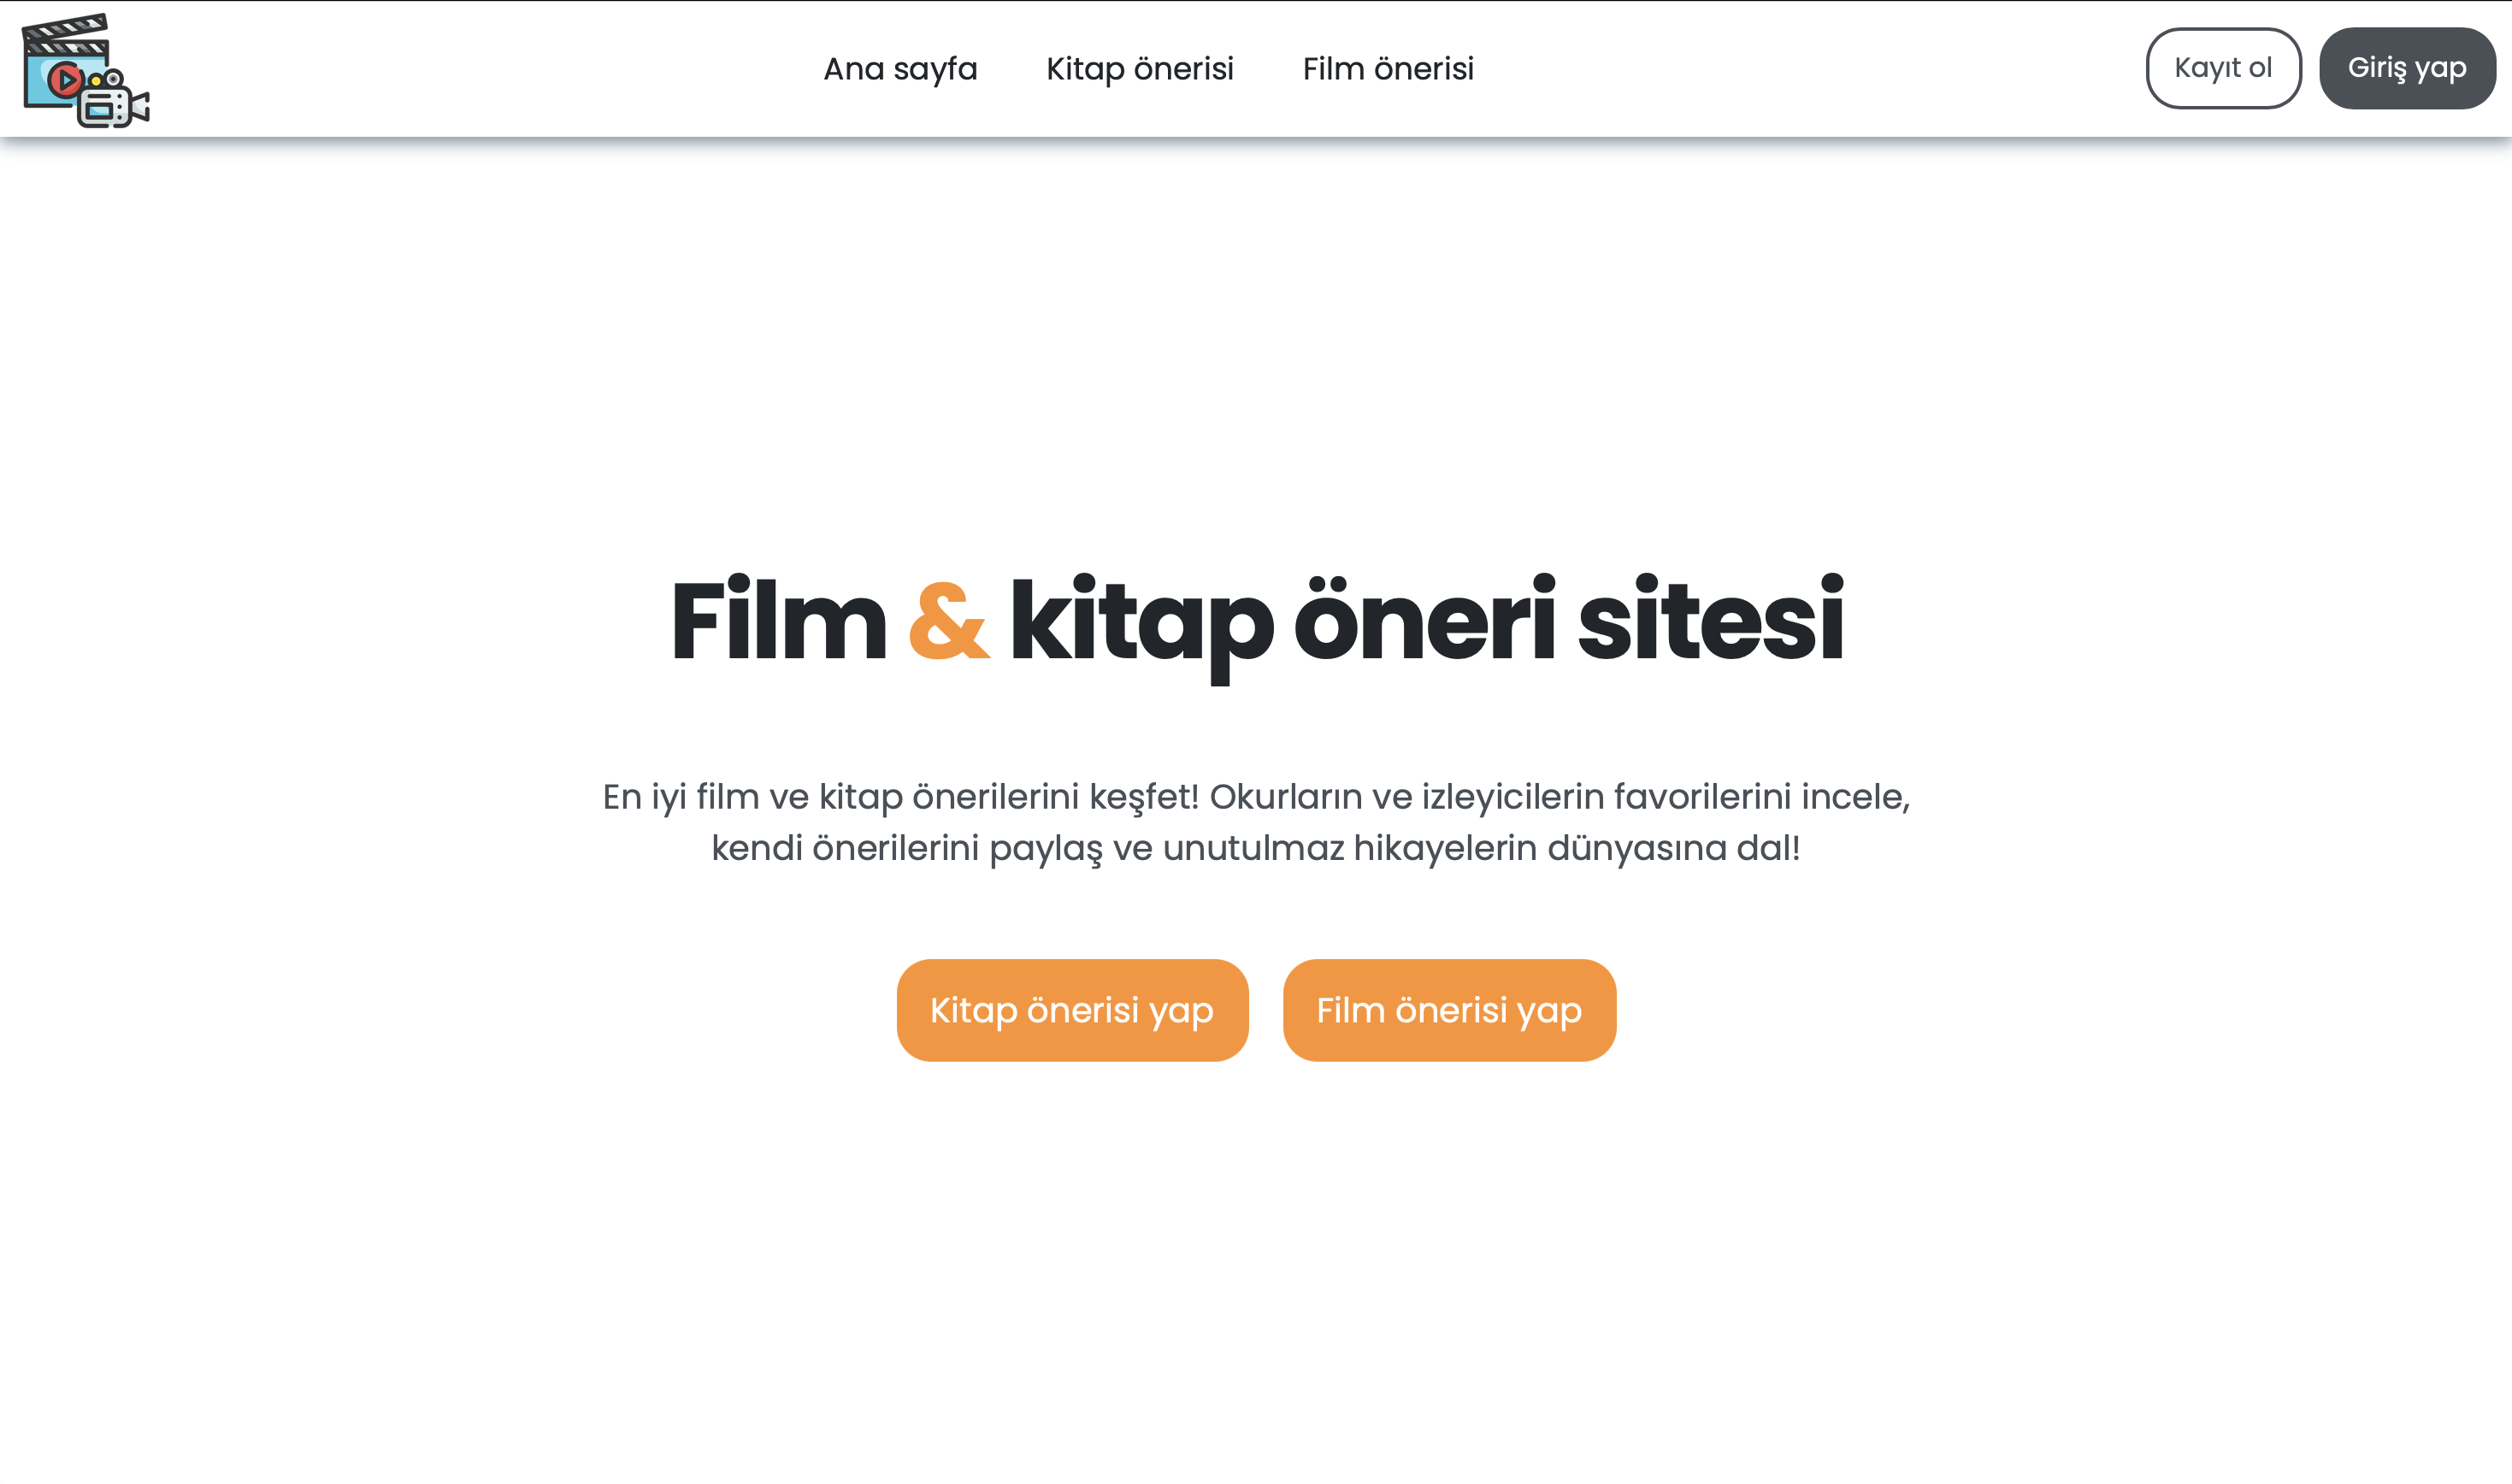 Ana sayfa
Kitap önerisi
Film önerisi
Kayıt ol
Giriş yap
Film & kitap öneri sitesi
En iyi film ve kitap önerilerini keşfet! Okurların ve izleyicilerin favorilerini incele,
kendi önerilerini paylaş ve unutulmaz hikayelerin dünyasına dal!
Kitap önerisi yap
Film önerisi yap